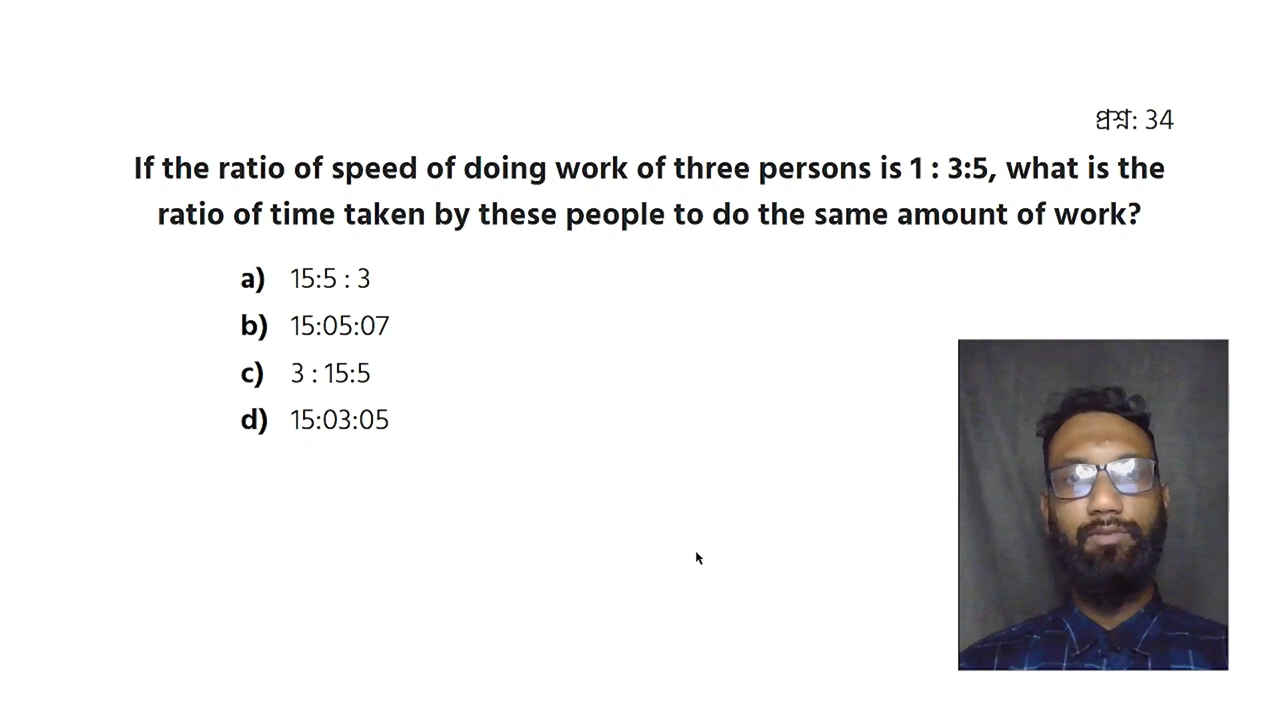 প্রশ্ন: 34
If the ratio of speed of doing work of three persons is 1 : 3:5, what is the
ratio of time taken by these people to do the same amount of work?
a) 15:5 : 3
b) 15:05:07
c) 3 : 15:5
d) 15:03:05